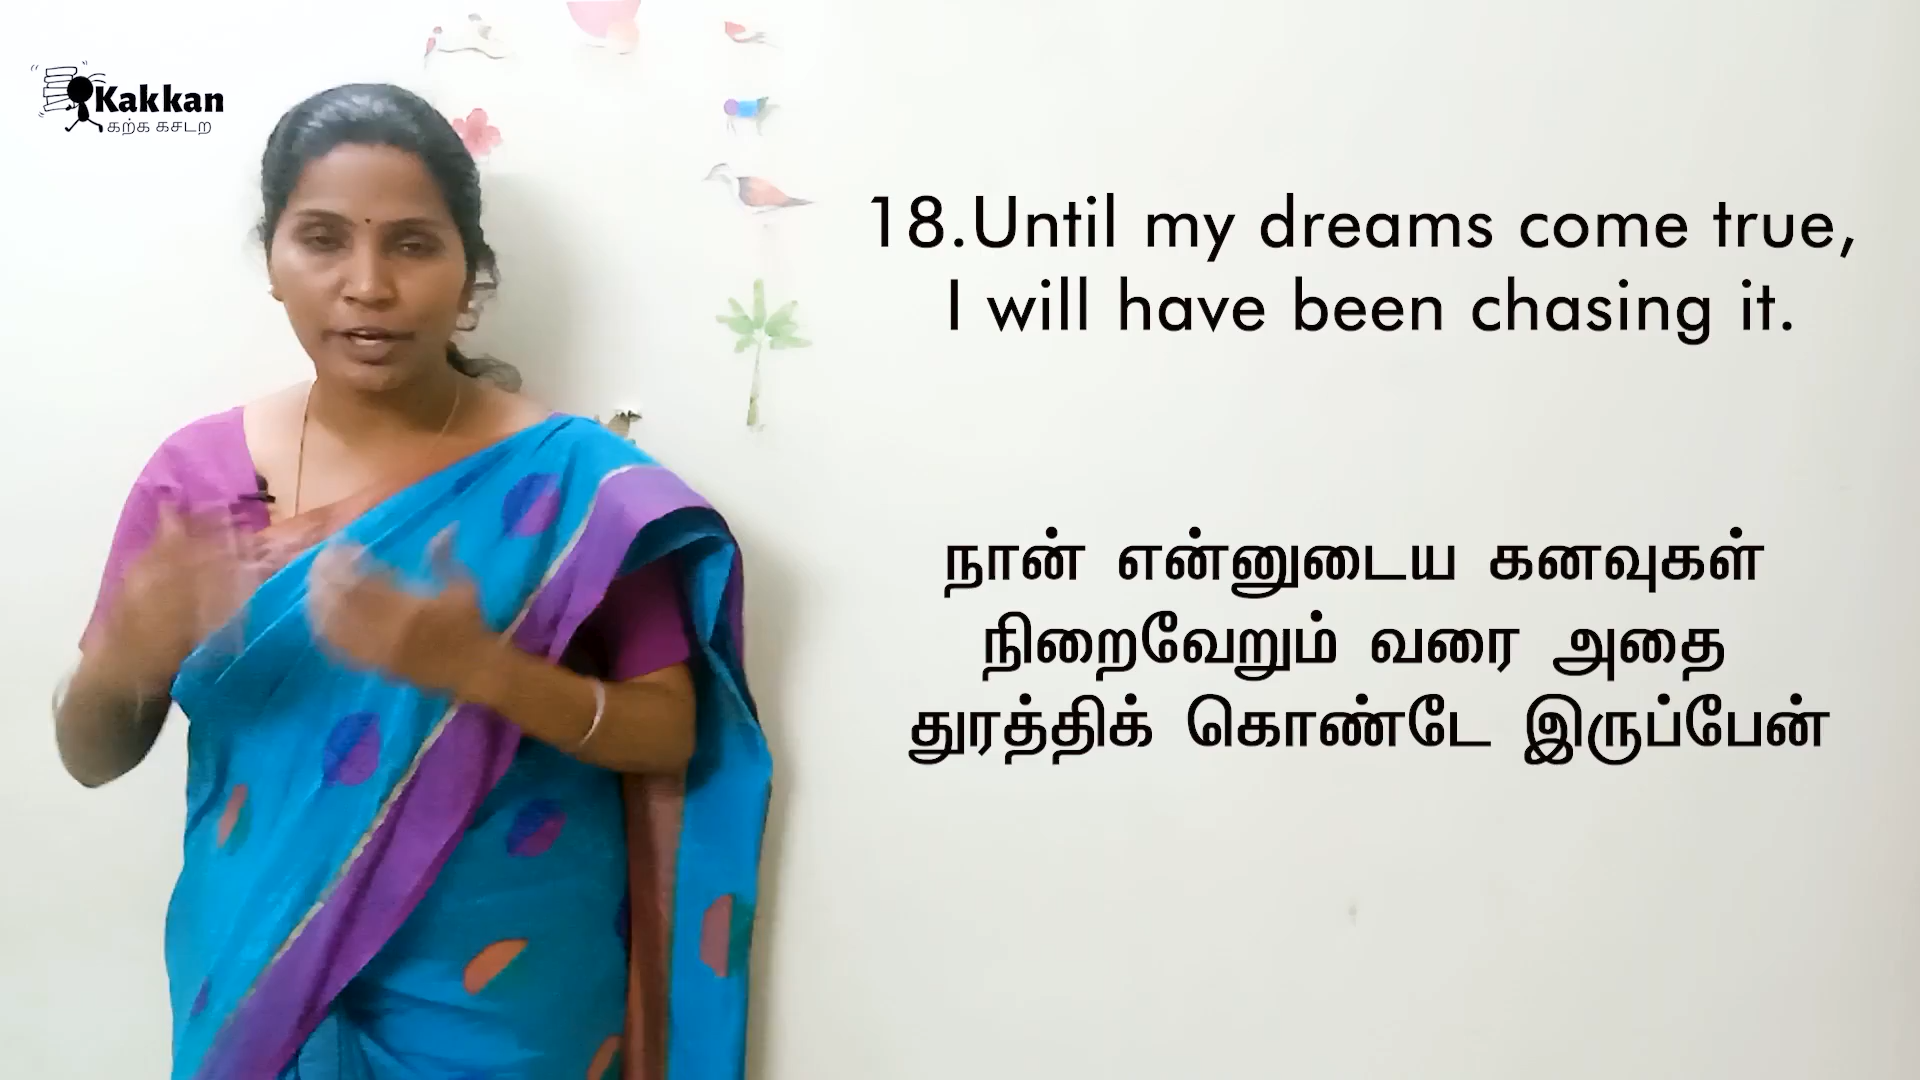 Kakkan
கற்க கசடற
18.Until my dreams come true,
I will have been chasing it.
நான் என்னுடைய கனவுகள்
நிறைவேறும் வரை அதை
துரத்திக் கொண்டே இருப்பேன்